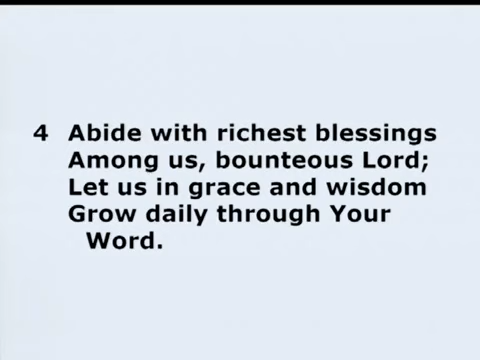 4 Abide with richest blessings
Among us, bounteous Lord;
Let us in grace and wisdom
Grow daily through Your
Word.